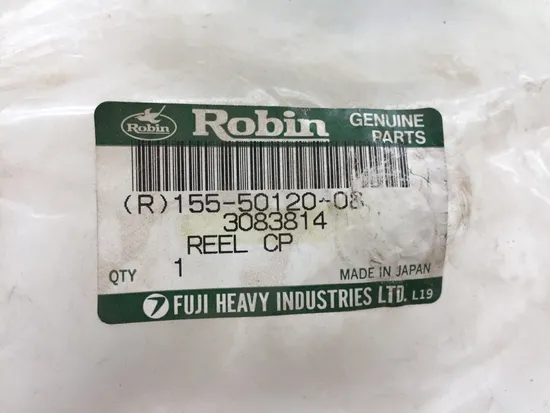 Robin
Robin
GENUINE
PARTS
(R)155-50120-08
3083814
REEL CP
QTY 1 MADE IN JAPAN
FUJI HEAVY INDUSTRIES LTD. L19